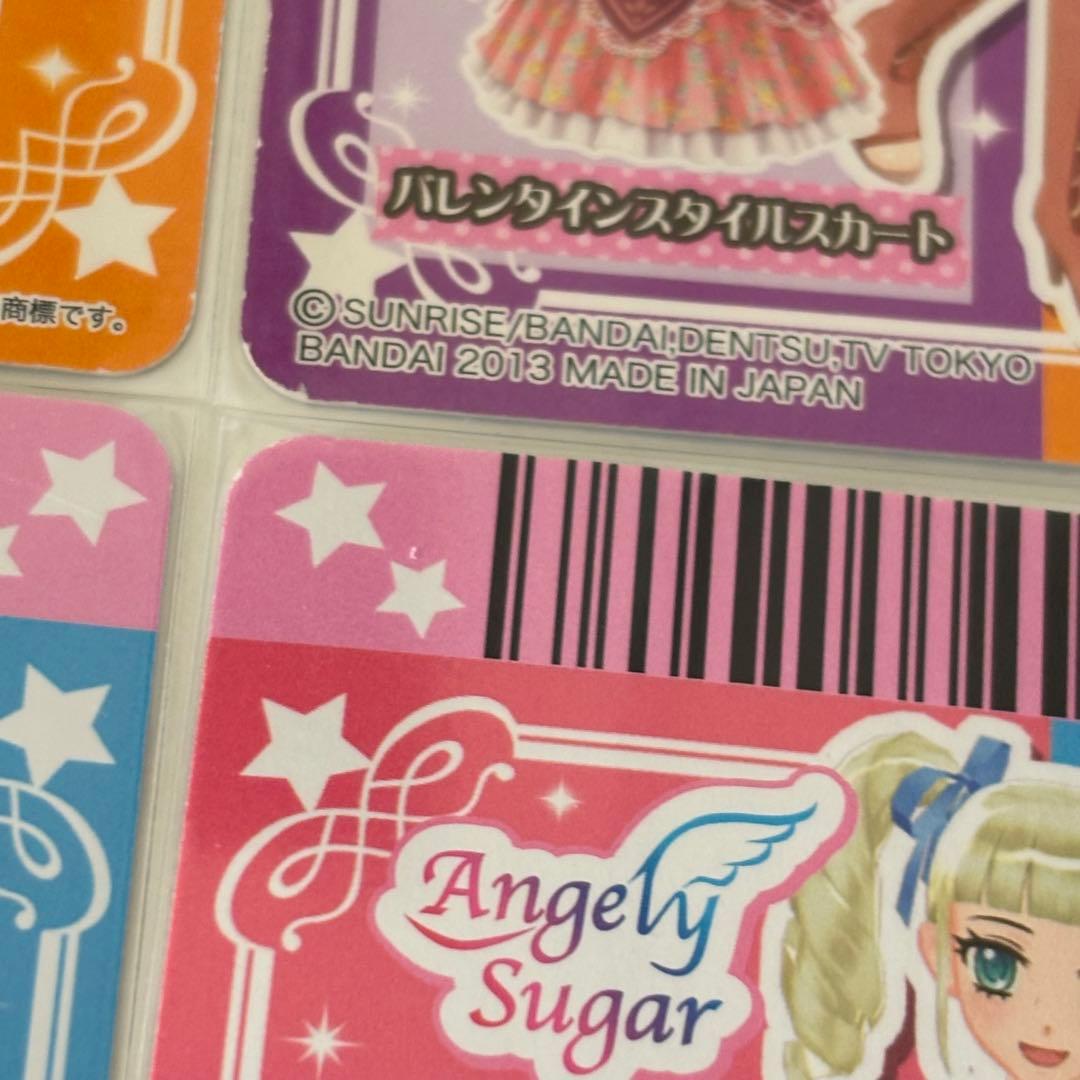 バレンタインスタイルスカート
商標です。
©SUNRISE/BANDAI,DENTSU,TV TOKYO
BANDAI 2013 MADE IN JAPAN
Angely
Sugar